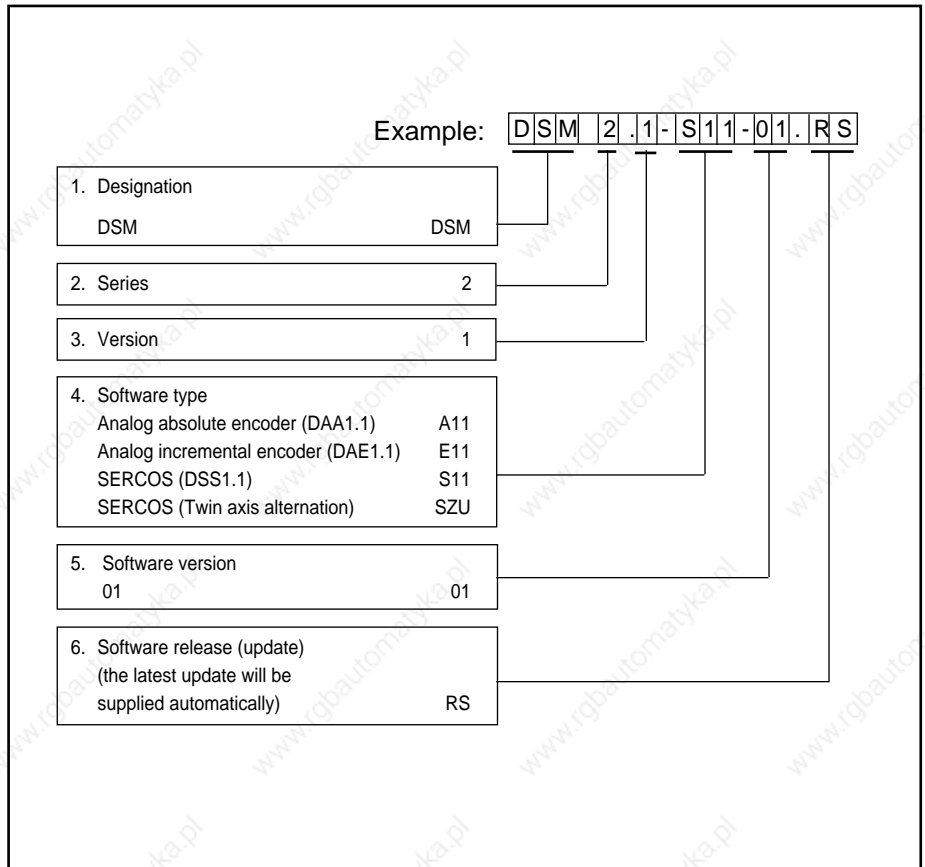 Example: DSM 2.1-S11-01.RS
1. Designation
DSM DSM
2. Series 2
3. Version 1
4. Software type
Analog absolute encoder (DAA1.1) A11
Analog incremental encoder (DAE1.1) E11
SERCOS (DSS1.1) S11
SERCOS (Twin axis alternation) SZU
5. Software version
01 01
6. Software release (update)
(the latest update will be
supplied automatically) RS
www.rgbautomatyka.pl